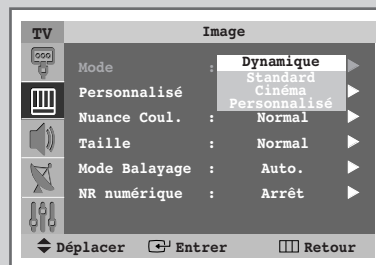 TV Image
Mode : Dynamique
Standard
Cinéma
Personnalisé
Personnalisé
Nuance Coul. : Normal
Taille : Normal
Mode Balayage : Auto.
NR numérique : Arrêt
Déplacer Entrer Retour